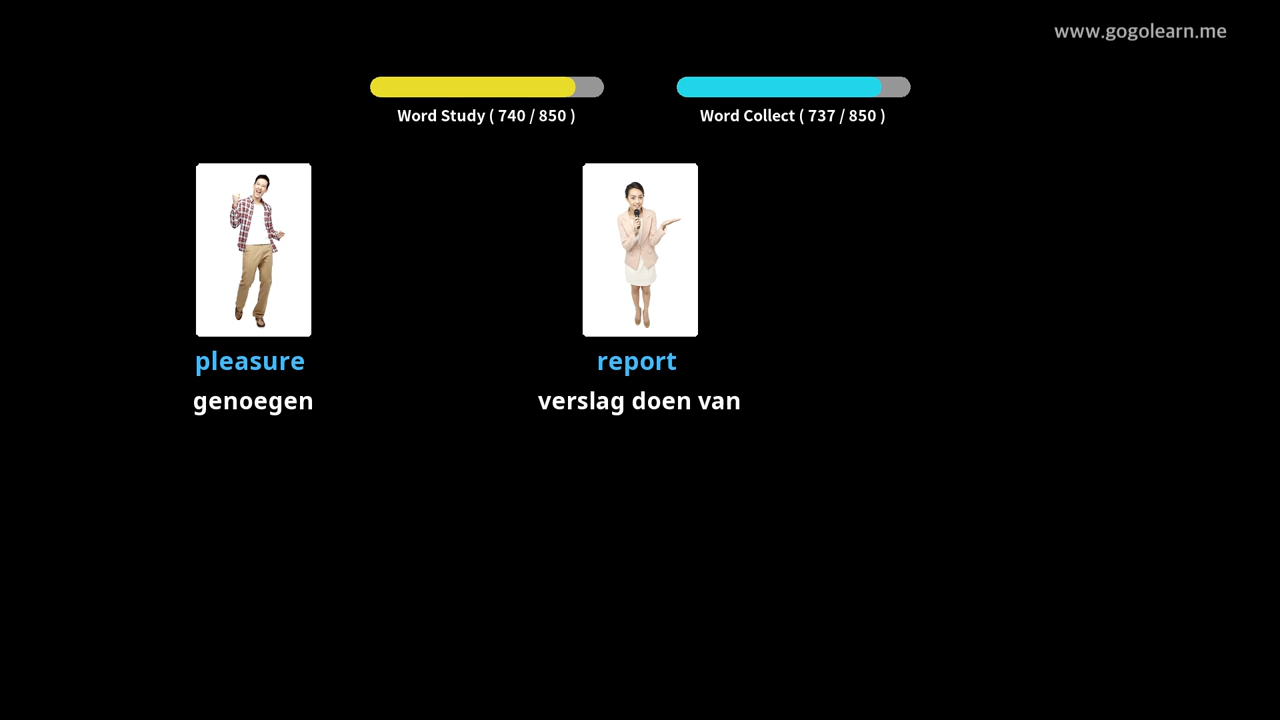 www.gogolearn.me
Word Study ( 740 / 850 )
Word Collect ( 737 / 850 )
pleasure
genoegen
report
verslag doen van